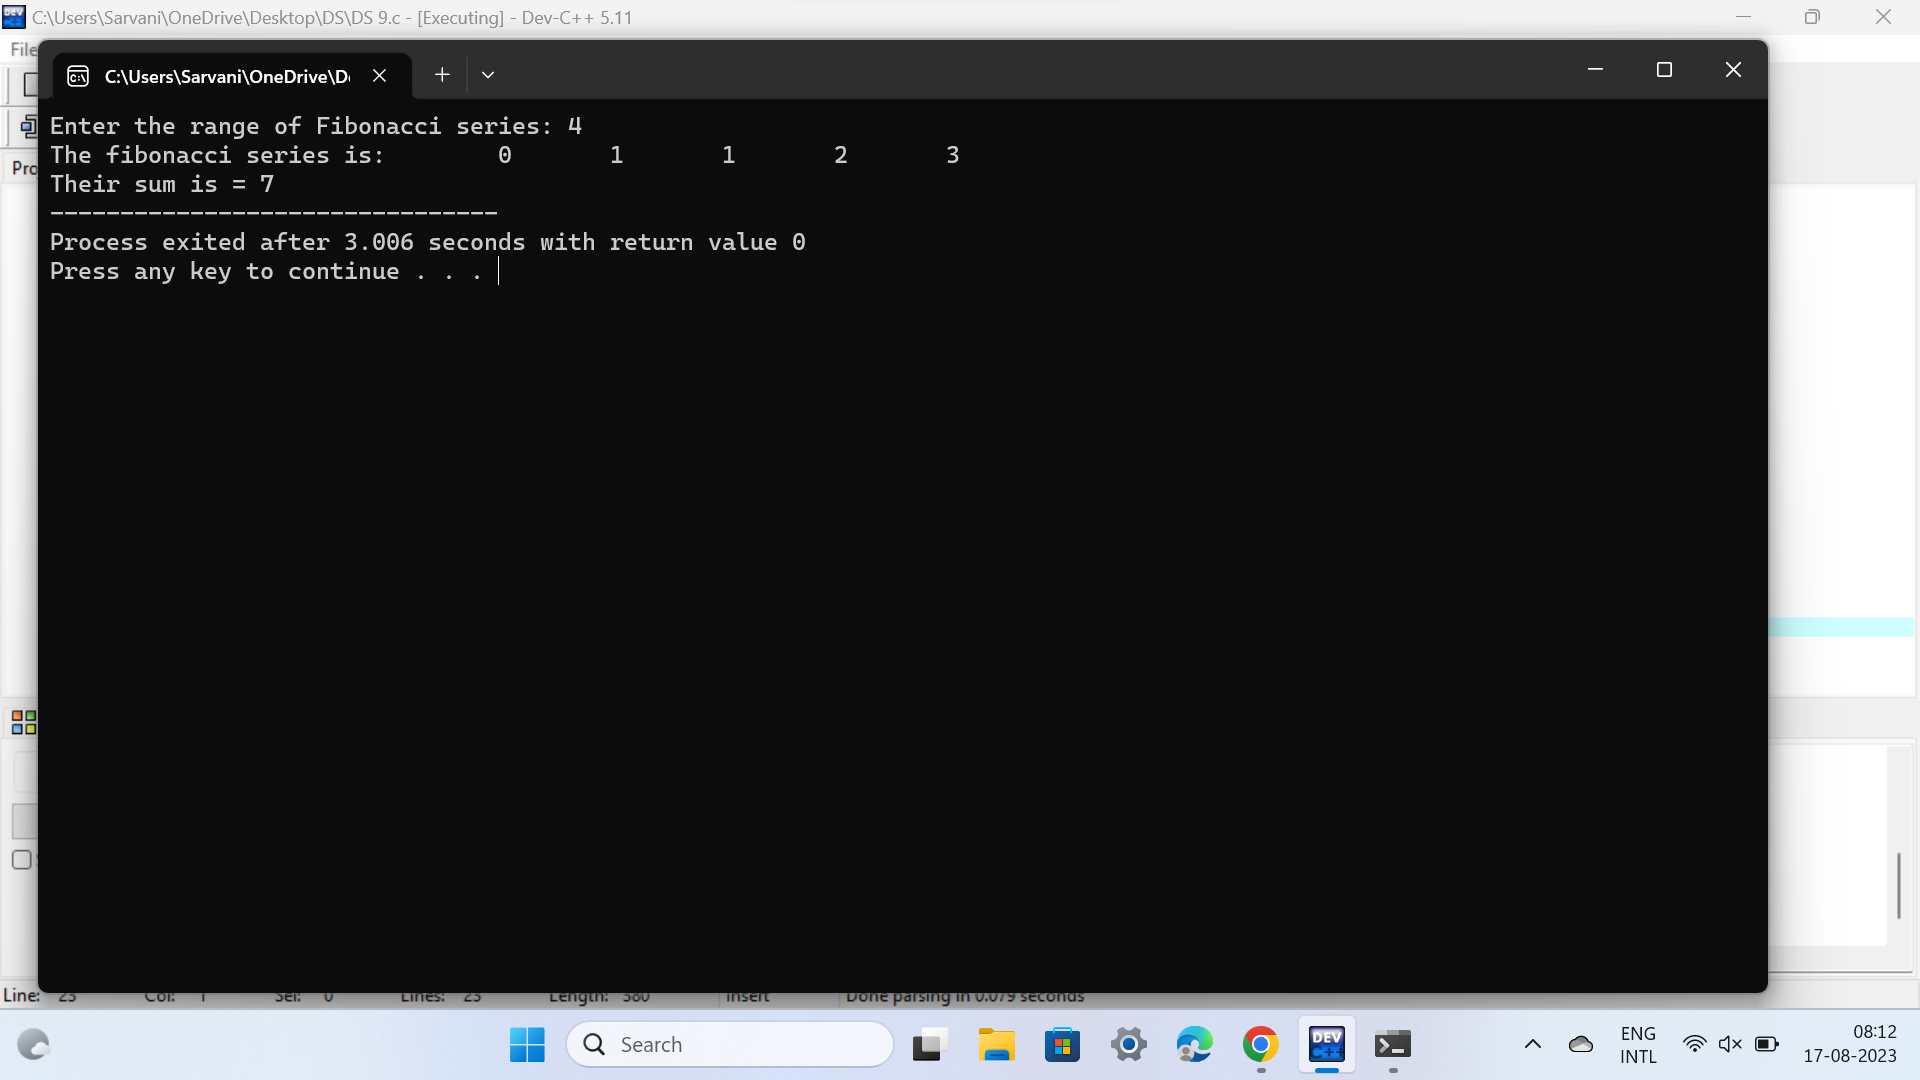 C:\Users\Sarvani\OneDrive\Desktop\DS\DS 9.c - [Executing] - Dev-C++ 5.11
File
C:\Users\Sarvani\OneDrive\D
Enter the range of Fibonacci series: 4
The fibonacci series is: 0 1 1 2 3
Their sum is = 7
--------------------------------
Process exited after 3.006 seconds with return value 0
Press any key to continue . . .
Line: 23 Col: 1 Sel: 0 Lines: 23 Length: 380 Insert Done parsing in 0.079 seconds
Search
DEV C++
ENG
INTL
08:12
17-08-2023